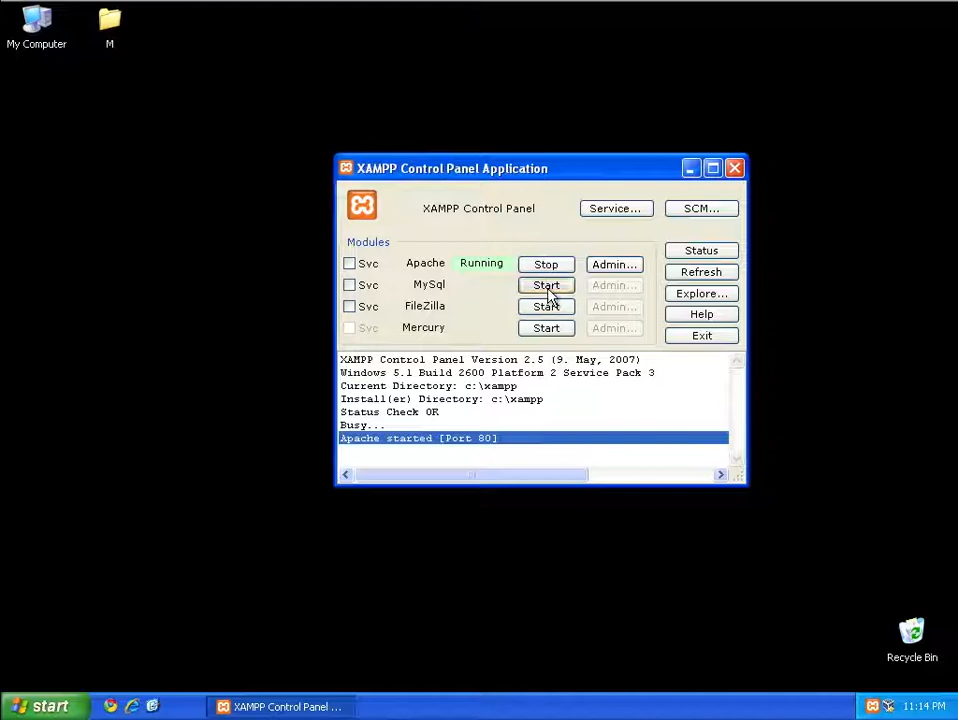 My Computer
M
XAMPP Control Panel Application
XAMPP Control Panel
Service...
SCM...
Modules
Svc Apache Running Stop Admin...
Svc MySql Start Admin...
Svc FileZilla Start Admin...
Svc Mercury Start Admin...
Status
Refresh
Explore...
Help
Exit
XAMPP Control Panel Version 2.5 (9. May, 2007)
Windows 5.1 Build 2600 Platform 2 Service Pack 3
Current Directory: c:\xampp
Install(er) Directory: c:\xampp
Status Check OK
Busy...
Apache started [Port 80]
Recycle Bin
start
XAMPP Control Panel ...
11:14 PM